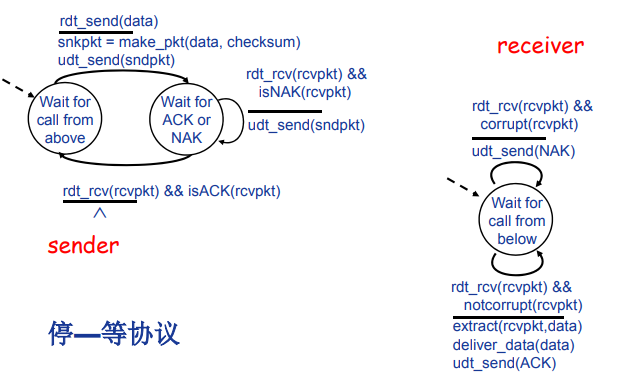 rdt_send(data)
snkpkt = make_pkt(data, checksum)
udt_send(sndpkt)
Wait for
call from
above
Wait for
ACK or
NAK
rdt_rcv(rcvpkt) &&
isNAK(rcvpkt)
udt_send(sndpkt)
rdt_rcv(rcvpkt) && isACK(rcvpkt)
Λ
sender
停—等协议
receiver
rdt_rcv(rcvpkt) &&
corrupt(rcvpkt)
udt_send(NAK)
Wait for
call from
below
rdt_rcv(rcvpkt) &&
notcorrupt(rcvpkt)
extract(rcvpkt,data)
deliver_data(data)
udt_send(ACK)